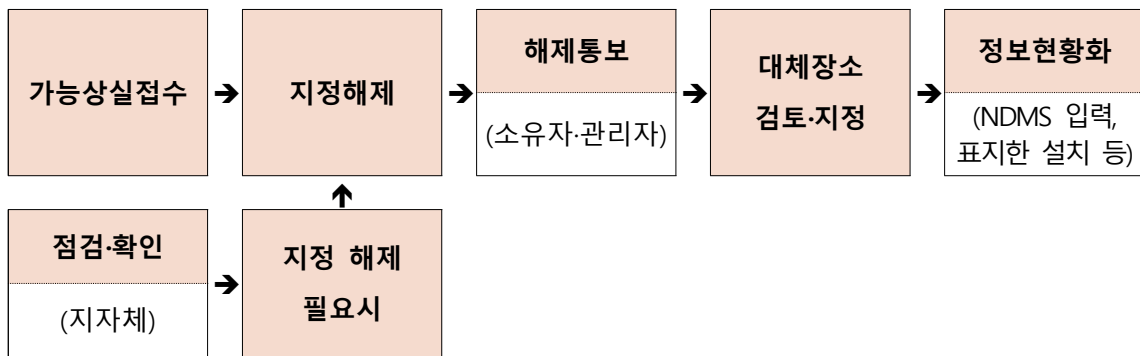 가능상실접수
지정해제
해제통보
(소유자·관리자)
대체장소
검토·지정
정보현황화
(NDMS 입력,
표지한 설치 등)
점검·확인
(지자체)
지정 해제
필요시